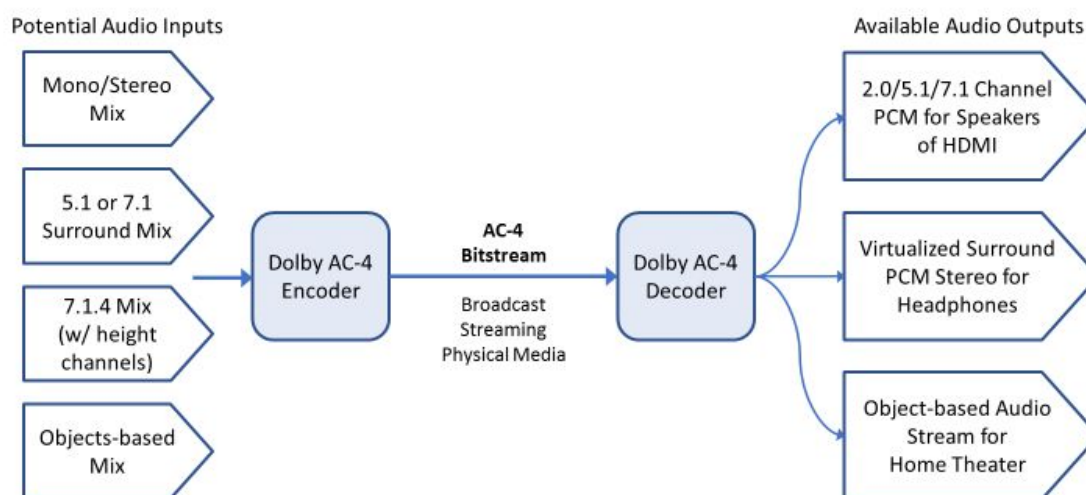 Potential Audio Inputs
Mono/Stereo
Mix
5.1 or 7.1
Surround Mix
7.1.4 Mix
(w/ height
channels)
Objects-based
Mix
Dolby AC-4
Encoder
AC-4
Bitstream
Broadcast
Streaming
Physical Media
Dolby AC-4
Decoder
Available Audio Outputs
2.0/5.1/7.1 Channel
PCM for Speakers
of HDMI
Virtualized Surround
PCM Stereo for
Headphones
Object-based Audio
Stream for
Home Theater